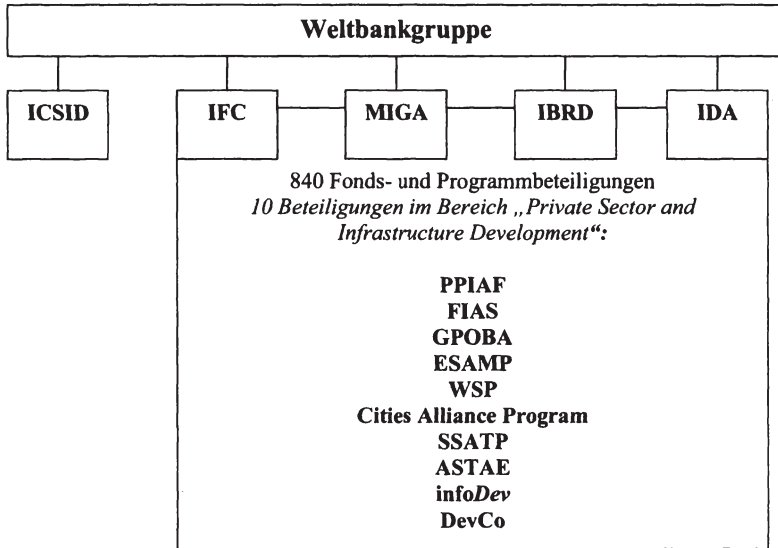 Weltbankgruppe
ICSID IFC MIGA IBRD IDA
840 Fonds- und Programmbeteiligungen
10 Beteiligungen im Bereich „Private Sector and
Infrastructure Development“:
PPIAF
FIAS
GPOBA
ESAMP
WSP
Cities Alliance Program
SSATP
ASTAE
infoDev
DevCo